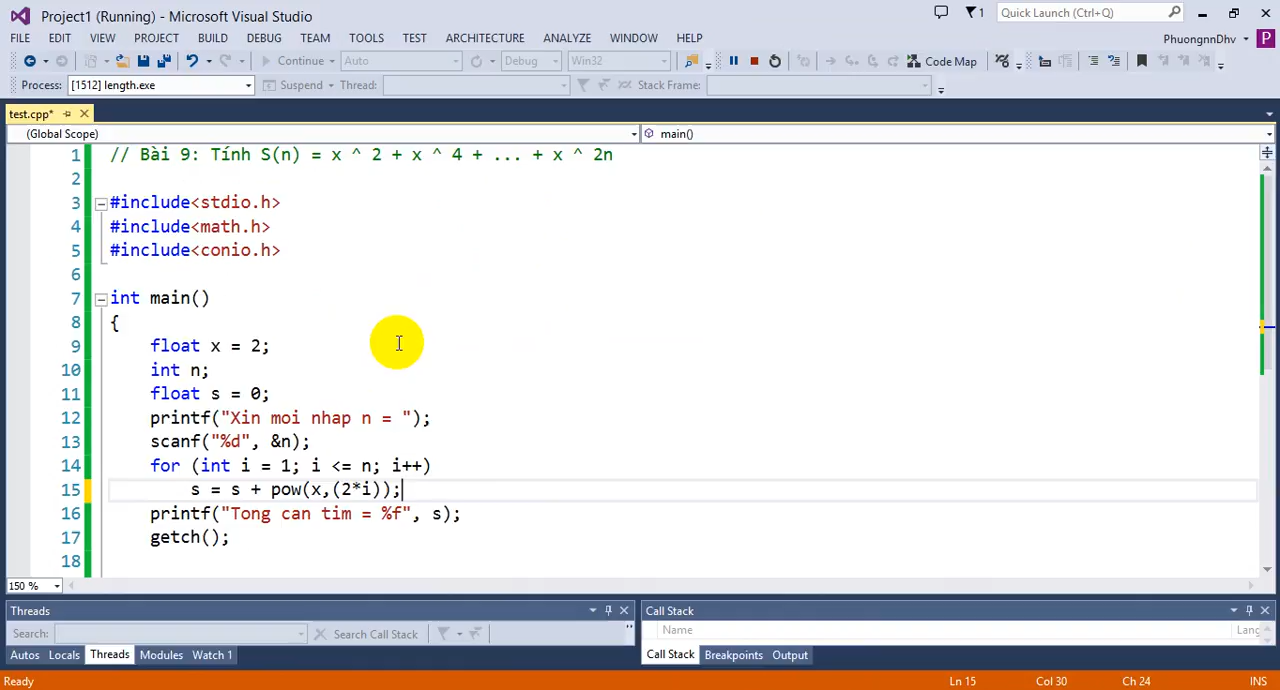 Project1 (Running) - Microsoft Visual Studio
1
Quick Launch (Ctrl+Q)
FILE EDIT VIEW PROJECT BUILD DEBUG TEAM TOOLS TEST ARCHITECTURE ANALYZE WINDOW HELP
PhuongnnDhv
P
Continue Auto Debug Win32 Code Map
Process: [1512] length.exe Suspend Thread: Stack Frame:
test.cpp*
(Global Scope) main()
1 // Bài 9: Tính S(n) = x ^ 2 + x ^ 4 + ... + x ^ 2n
2
3 #include<stdio.h>
4 #include<math.h>
5 #include<conio.h>
6
7 int main()
8 {
9 float x = 2;
10 int n;
11 float s = 0;
12 printf("Xin moi nhap n = ");
13 scanf("%d", &n);
14 for (int i = 1; i <= n; i++)
15 s = s + pow(x,(2*i));
16 printf("Tong can tim = %f", s);
17 getch();
18
150 %
Threads
Search: Search Call Stack
Autos Locals Threads Modules Watch 1
Call Stack
Name Lang
Call Stack Breakpoints Output
Ready Ln 15 Col 30 Ch 24 INS